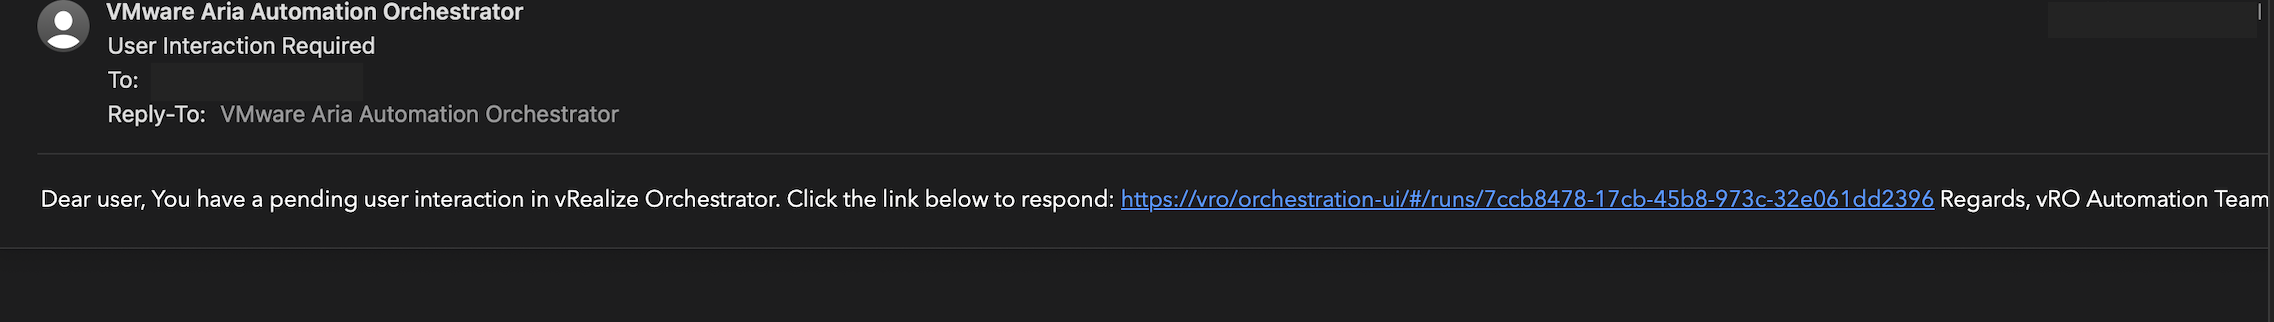 VMware Aria Automation Orchestrator
User Interaction Required
To:
Reply-To: VMware Aria Automation Orchestrator
Dear user, You have a pending user interaction in vRealize Orchestrator. Click the link below to respond: https://vro/orchestration-ui/#/runs/7ccb8478-17cb-45b8-973c-32e061dd2396 Regards, vRO Automation Team